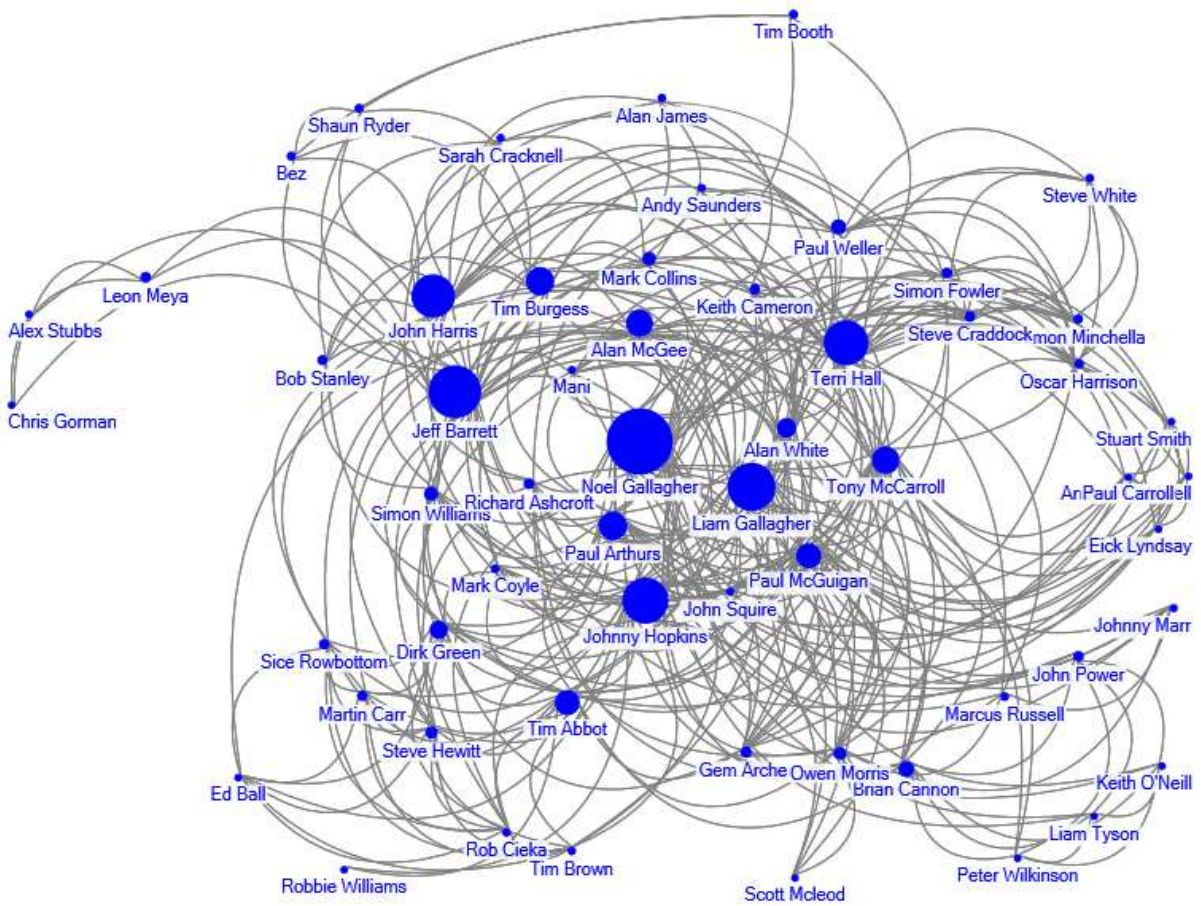 Tim Booth
Shaun Ryder
Alan James
Sarah Cracknell
Bez
Steve White
Andy Saunders
Paul Weller
Leon Meya
Mark Collins
Simon Fowler
Tim Burgess
Keith Cameron
Alex Stubbs
John Harris
Steve Craddock
mon Minchella
Alan McGee
Bob Stanley
Mani
Terri Hall
Oscar Harrison
Chris Gorman
Jeff Barrett
Stuart Smith
Alan White
Noel Gallagher
Tony McCarroll
Paul Carroll
Simon Williams
Richard Ashcroft
Liam Gallagher
Eick Lyndsay
Paul Arthurs
Paul McGuigan
Mark Coyle
John Squire
Johnny Marr
Johnny Hopkins
Dirk Green
Sice Rowbottom
John Power
Martin Carr
Marcus Russell
Tim Abbot
Steve Hewitt
Gem Arche
Owen Morris
Keith O'Neill
Brian Cannon
Ed Ball
Liam Tyson
Rob Cieka
Tim Brown
Peter Wilkinson
Robbie Williams
Scott Mcleod